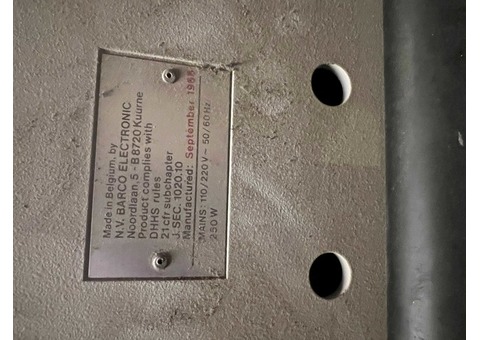 Made in Belgium, by
N.V. BARCO ELECTRONIC
Noordlaan, 5 - B 8720 Kuurne
Product complies with
DHHS rules
21 cfr subchapter
J. SEC. 1020.10
Manufactured: September
MAINS: 110/220V ~ 50/60 Hz
250 W